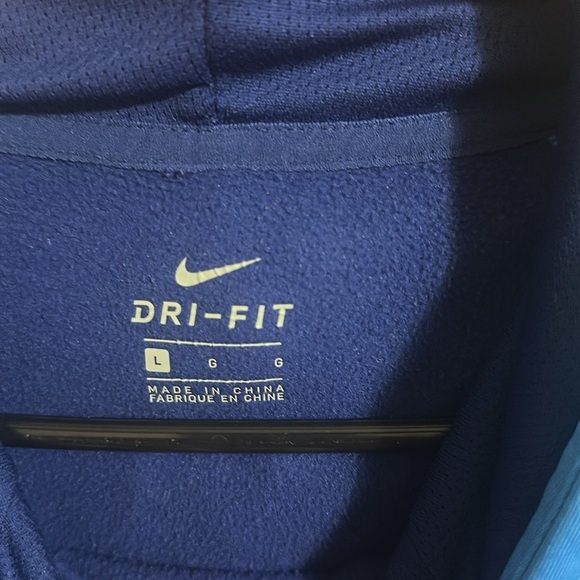 DRI-FIT
L G G
MADE IN CHINA
FABRIQUE EN CHINE